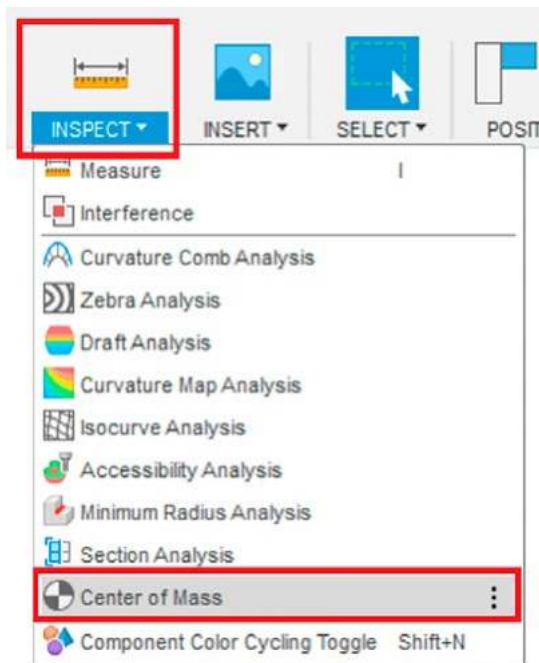 INSPECT INSERT SELECT POSIT
Measure I
Interference
Curvature Comb Analysis
Zebra Analysis
Draft Analysis
Curvature Map Analysis
Isocurve Analysis
Accessibility Analysis
Minimum Radius Analysis
Section Analysis
Center of Mass
Component Color Cycling Toggle Shift+N